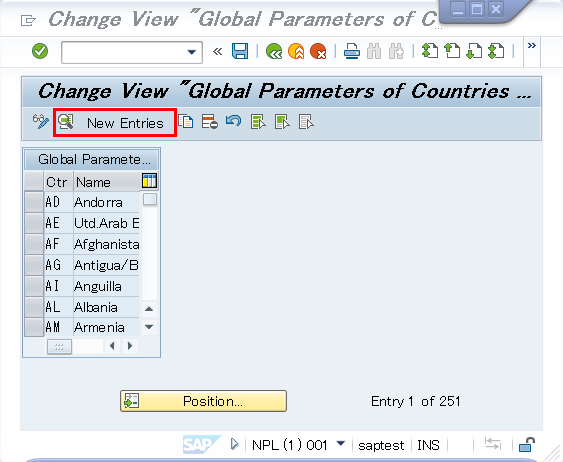 Change View "Global Parameters of C...
«
»
Change View "Global Parameters of Countries ...
New Entries
Global Paramete...
Ctr Name
AD Andorra
AE Utd.Arab E
AF Afghanista
AG Antigua/B
AI Anguilla
AL Albania
AM Armenia
Position... Entry 1 of 251
SAP NPL (1) 001 saptest INS